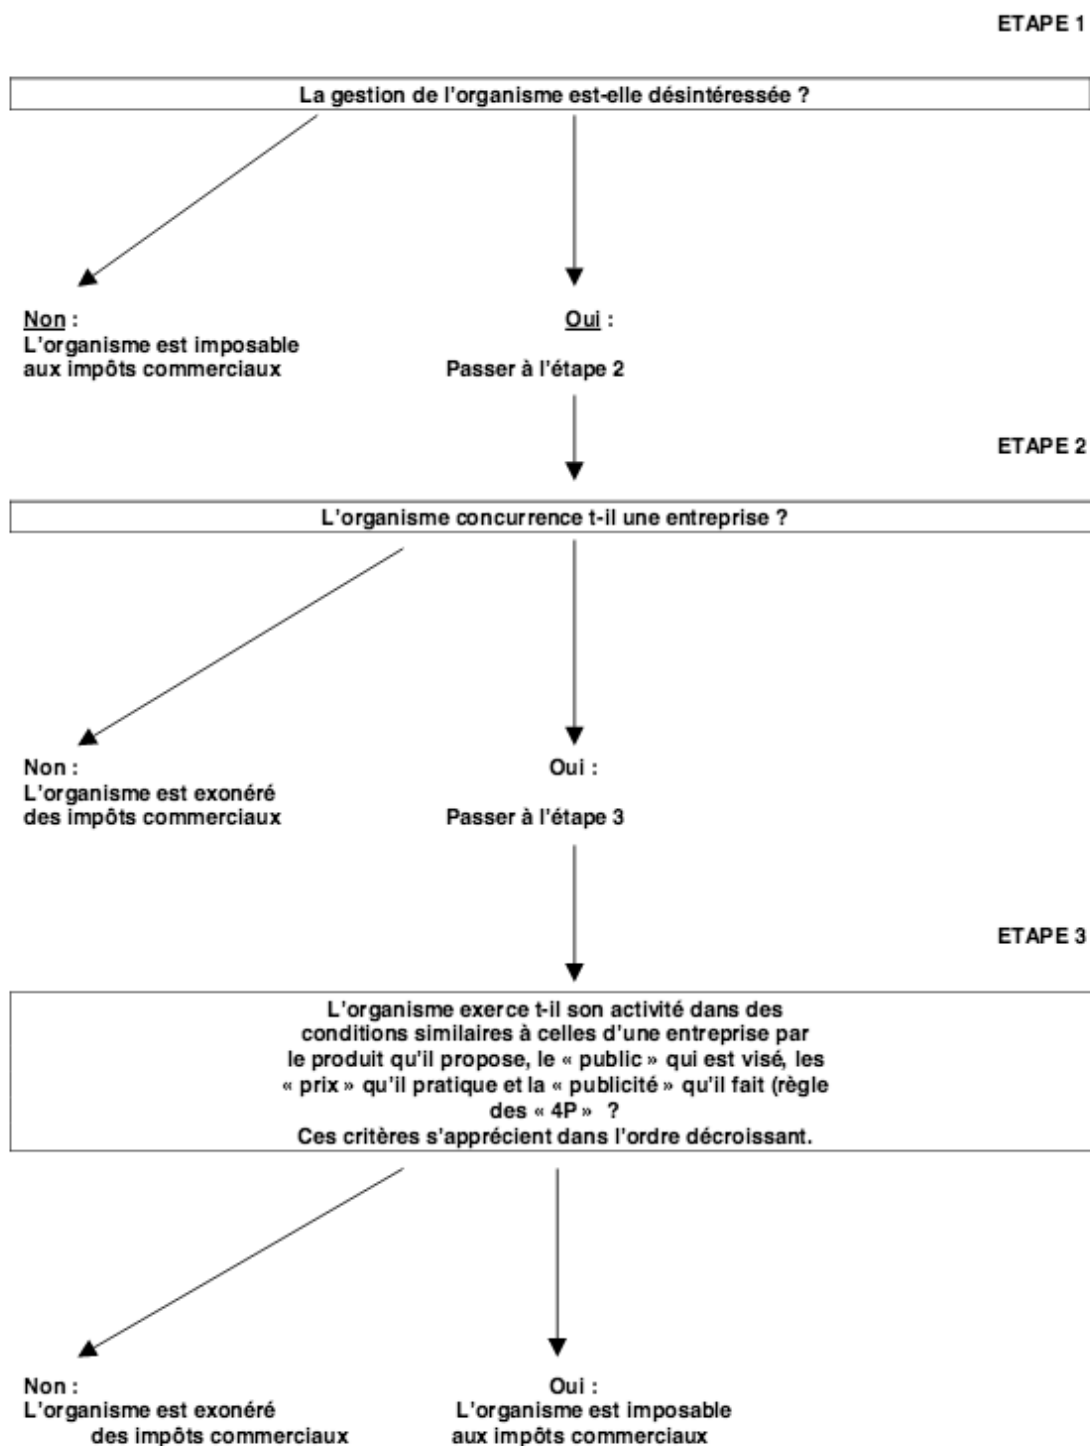 ETAPE 1
La gestion de l'organisme est-elle désintéressée ?
Non :
L'organisme est imposable
aux impôts commerciaux
Oui :
Passer à l'étape 2
ETAPE 2
L'organisme concurrence t-il une entreprise ?
Non :
L'organisme est exonéré
des impôts commerciaux
Oui :
Passer à l'étape 3
ETAPE 3
L'organisme exerce t-il son activité dans des
conditions similaires à celles d'une entreprise par
le produit qu'il propose, le « public » qui est visé, les
« prix » qu'il pratique et la « publicité » qu'il fait (règle
des « 4P » ?
Ces critères s'apprécient dans l'ordre décroissant.
Non :
L'organisme est exonéré
des impôts commerciaux
Oui :
L'organisme est imposable
aux impôts commerciaux